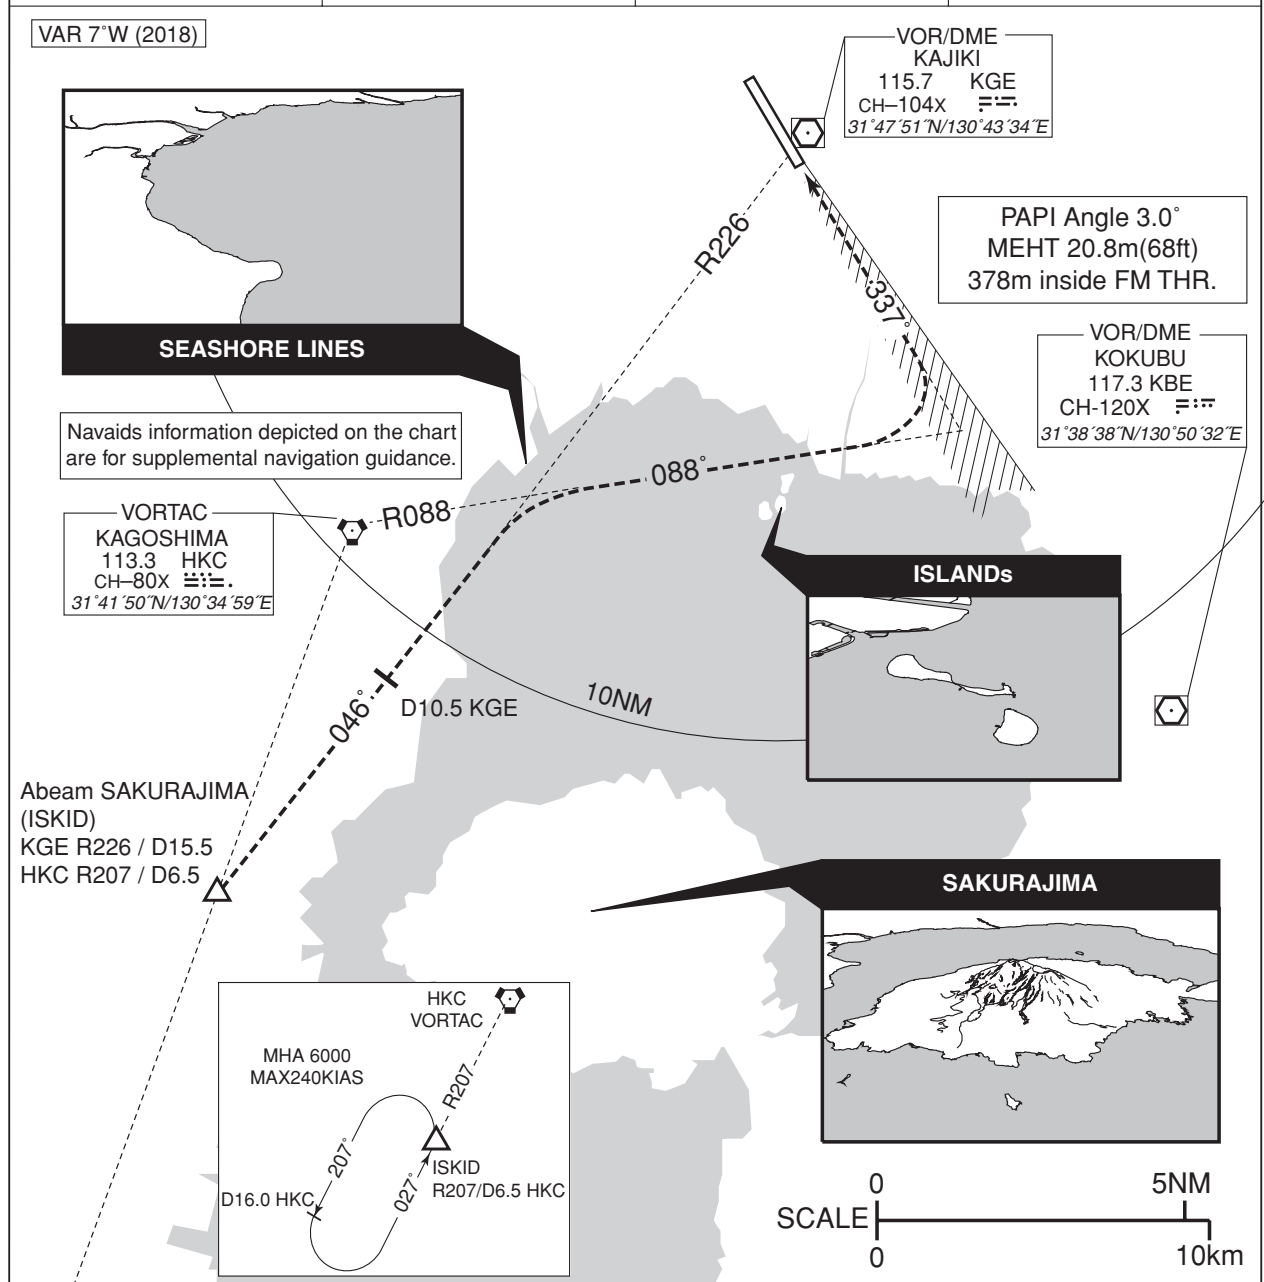 VAR 7°W (2018)
VOR/DME
KAJIKI
115.7 KGE
CH–104X
31°47´51˝N/130°43´34˝E
R226
PAPI Angle 3.0°
MEHT 20.8m(68ft)
378m inside FM THR.
337°
SEASHORE LINES
VOR/DME
KOKUBU
117.3 KBE
CH-120X
31°38´38˝N/130°50´32˝E
Navaids information depicted on the chart
are for supplemental navigation guidance.
088°
R088
VORTAC
KAGOSHIMA
113.3 HKC
CH–80X
31°41´50˝N/130°34´59˝E
ISLANDs
10NM
D10.5 KGE
046°
Abeam SAKURAJIMA
(ISKID)
KGE R226 / D15.5
HKC R207 / D6.5
SAKURAJIMA
HKC
VORTAC
MHA 6000
MAX240KIAS
R207
207°
027°
ISKID
R207/D6.5 HKC
D16.0 HKC
0 5NM
SCALE
0 10km